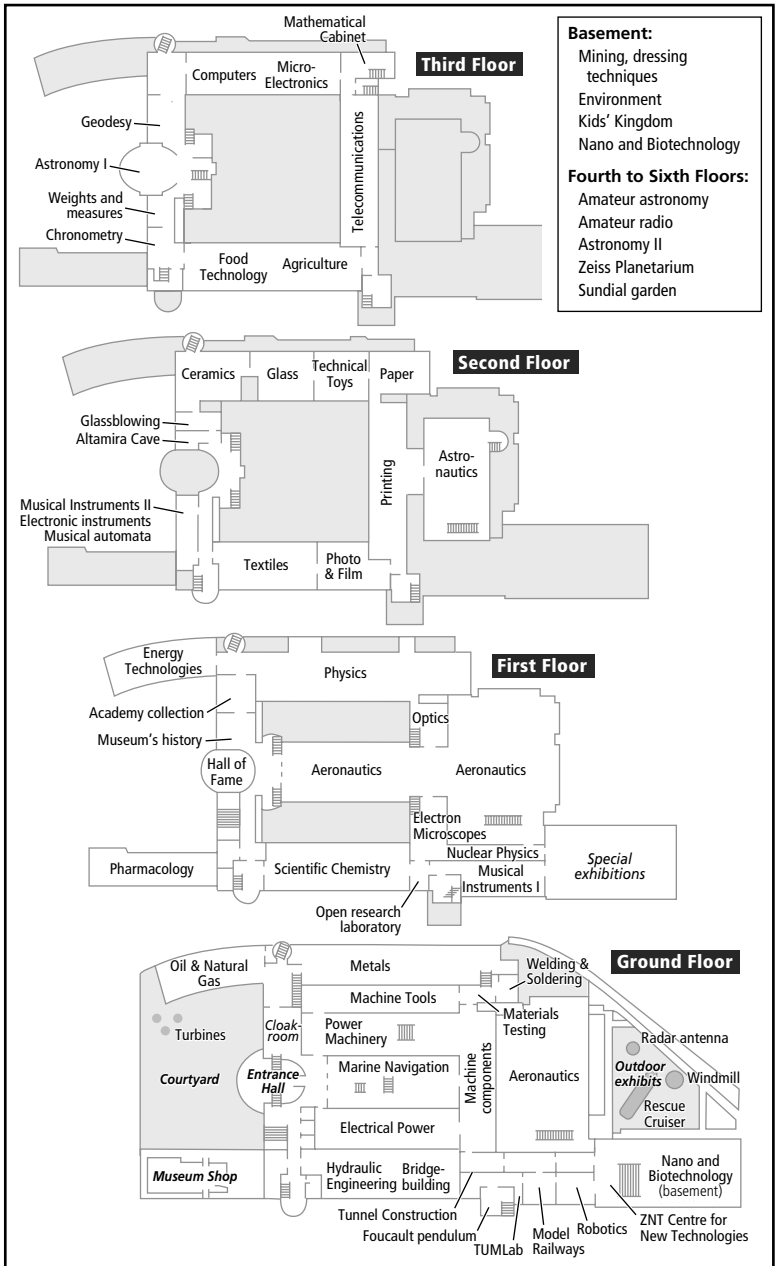 Mathematical
Cabinet
Third Floor
Computers
Micro-
Electronics
Geodesy
Astronomy I
Telecommunications
Weights and
measures
Chronometry
Food
Technology
Agriculture
Basement:
Mining, dressing
techniques
Environment
Kids' Kingdom
Nano and Biotechnology
Fourth to Sixth Floors:
Amateur astronomy
Amateur radio
Astronomy II
Zeiss Planetarium
Sundial garden
Second Floor
Ceramics
Glass
Technical
Toys
Paper
Glassblowing
Altamira Cave
Printing
Astro-
nautics
Musical Instruments II
Electronic instruments
Musical automata
Textiles
Photo
& Film
First Floor
Energy
Technologies
Physics
Academy collection
Optics
Museum's history
Hall of
Fame
Aeronautics
Aeronautics
Electron
Microscopes
Nuclear Physics
Pharmacology
Scientific Chemistry
Musical
Instruments I
Special
exhibitions
Open research
laboratory
Ground Floor
Oil & Natural
Gas
Metals
Welding &
Soldering
Machine Tools
Materials
Testing
Turbines
Cloak-
room
Power
Machinery
Radar antenna
Courtyard
Entrance
Hall
Marine Navigation
Machine
components
Aeronautics
Outdoor
exhibits
Windmill
Rescue
Cruiser
Electrical Power
Museum Shop
Hydraulic
Engineering
Bridge-
building
Nano and
Biotechnology
(basement)
Tunnel Construction
Foucault pendulum
TUMLab
Model
Railways
Robotics
ZNT Centre for
New Technologies